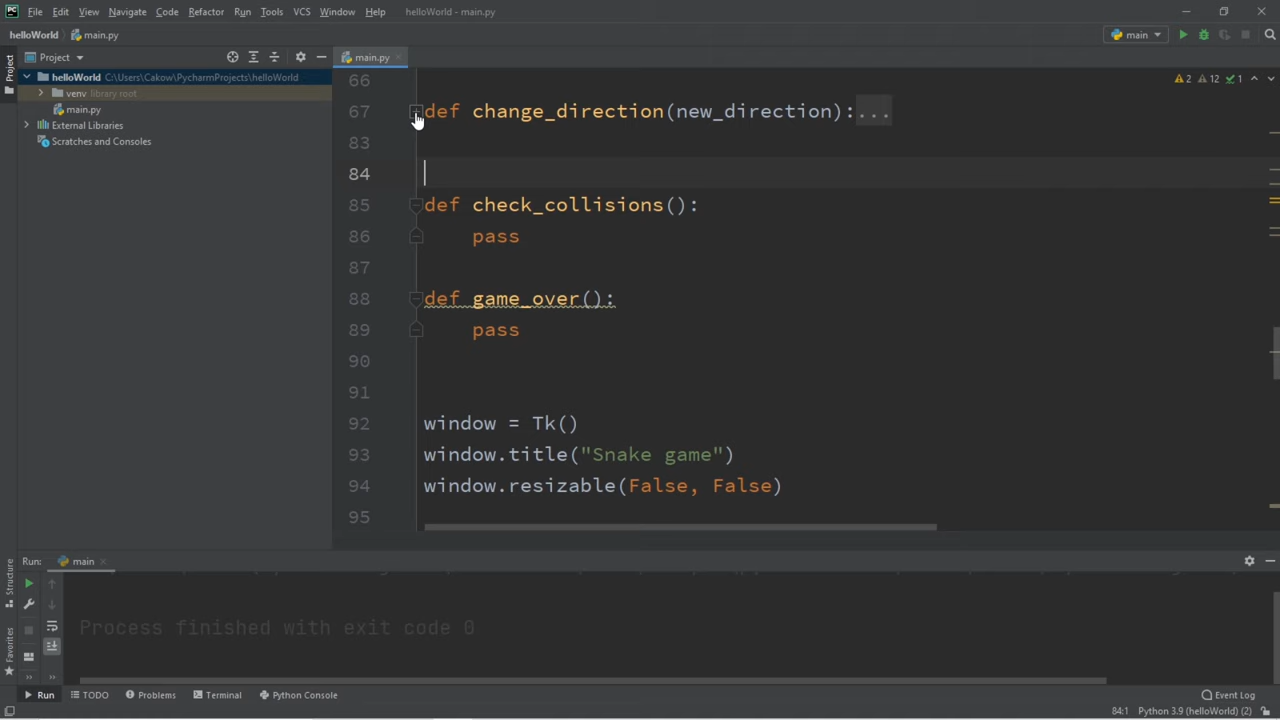 File Edit View Navigate Code Refactor Run Tools VCS Window Help helloWorld - main.py
helloWorld main.py main
Project main.py
Project
helloWorld C:\Users\Cakow\PycharmProjects\helloWorld
venv library root
main.py
External Libraries
Scratches and Consoles
2 12 1
66
67 def change_direction(new_direction):...
83
84
85 def check_collisions():
86 pass
87
88 def game_over():
89 pass
90
91
92 window = Tk()
93 window.title("Snake game")
94 window.resizable(False, False)
95
Run: main
Process finished with exit code 0
Structure
Favorites
Run TODO Problems Terminal Python Console Event Log
84:1 Python 3.9 (helloWorld) (2)